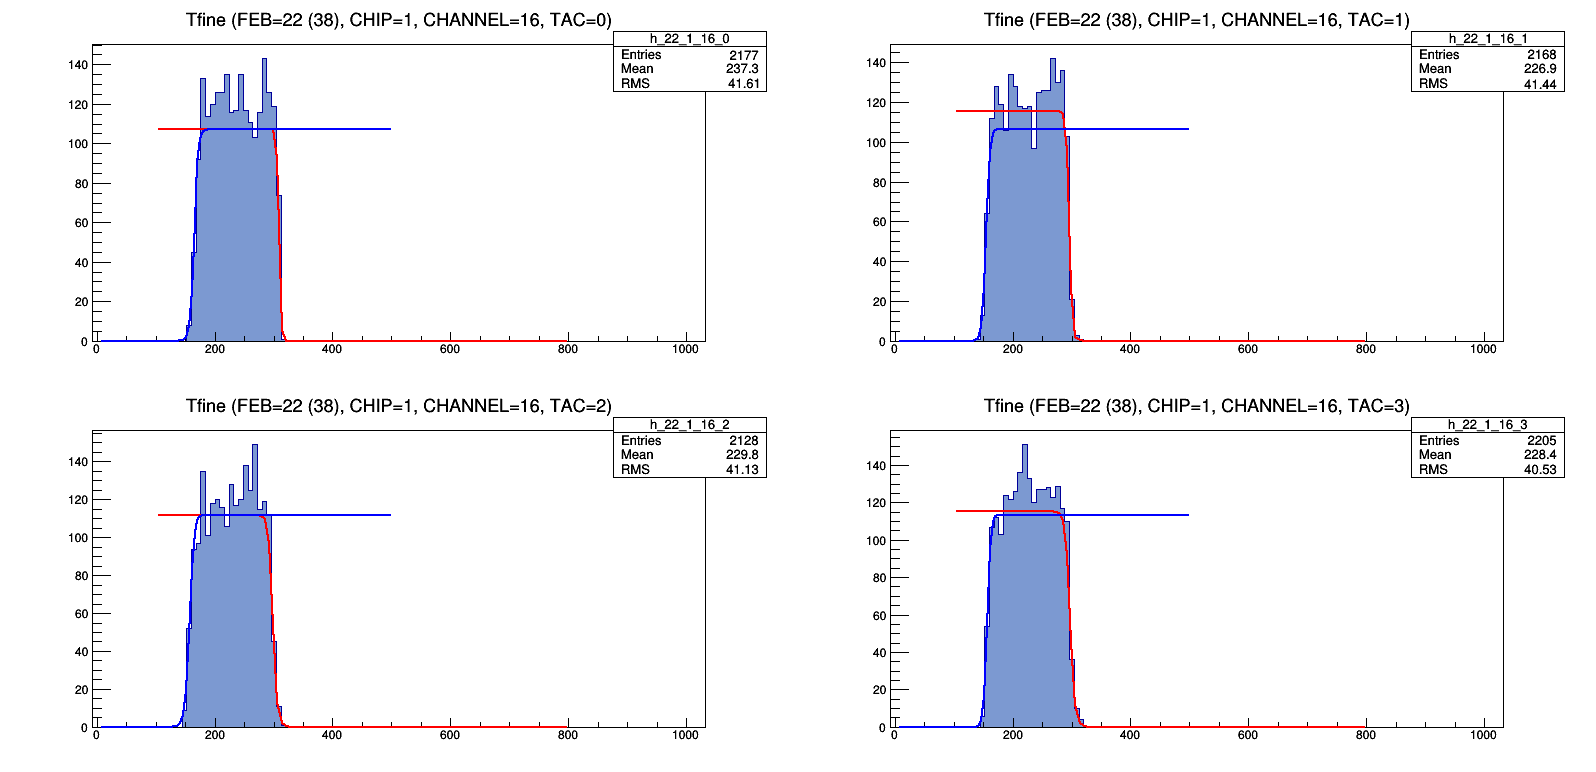 Tfine (FEB=22 (38), CHIP=1, CHANNEL=16, TAC=0)
h_22_1_16_0
Entries 2177
Mean 237.3
RMS 41.61
140
120
100
80
60
40
20
0
0 200 400 600 800 1000
Tfine (FEB=22 (38), CHIP=1, CHANNEL=16, TAC=1)
h_22_1_16_1
Entries 2168
Mean 226.9
RMS 41.44
140
120
100
80
60
40
20
0
0 200 400 600 800 1000
Tfine (FEB=22 (38), CHIP=1, CHANNEL=16, TAC=2)
h_22_1_16_2
Entries 2128
Mean 229.8
RMS 41.13
140
120
100
80
60
40
20
0
0 200 400 600 800 1000
Tfine (FEB=22 (38), CHIP=1, CHANNEL=16, TAC=3)
h_22_1_16_3
Entries 2205
Mean 228.4
RMS 40.53
140
120
100
80
60
40
20
0
0 200 400 600 800 1000